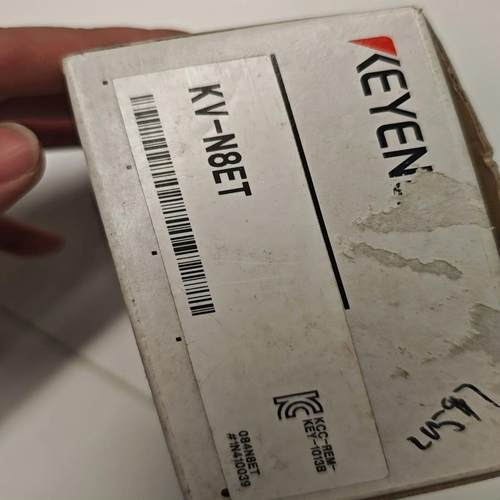 KEYEN
KV-N8ET
KCC-REM-
KEY-1013B
084N8ET
#1N410039